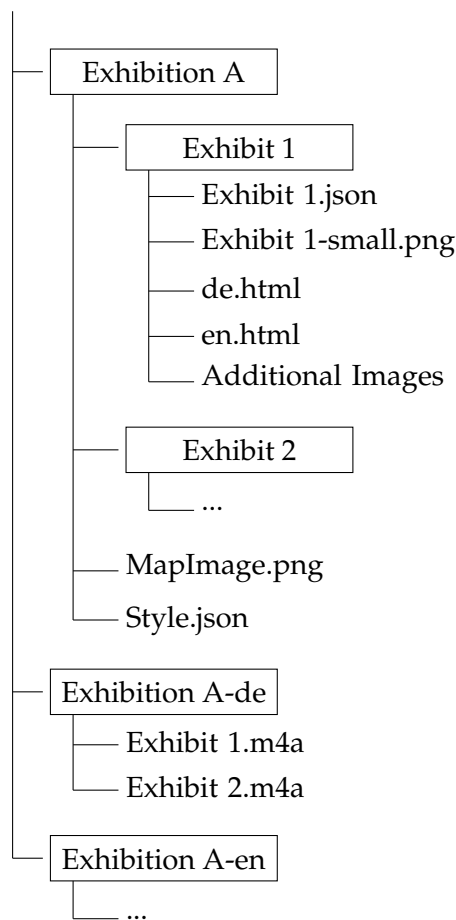 Exhibition A
Exhibit 1
Exhibit 1.json
Exhibit 1-small.png
de.html
en.html
Additional Images
Exhibit 2
...
MapImage.png
Style.json
Exhibition A-de
Exhibit 1.m4a
Exhibit 2.m4a
Exhibition A-en
...